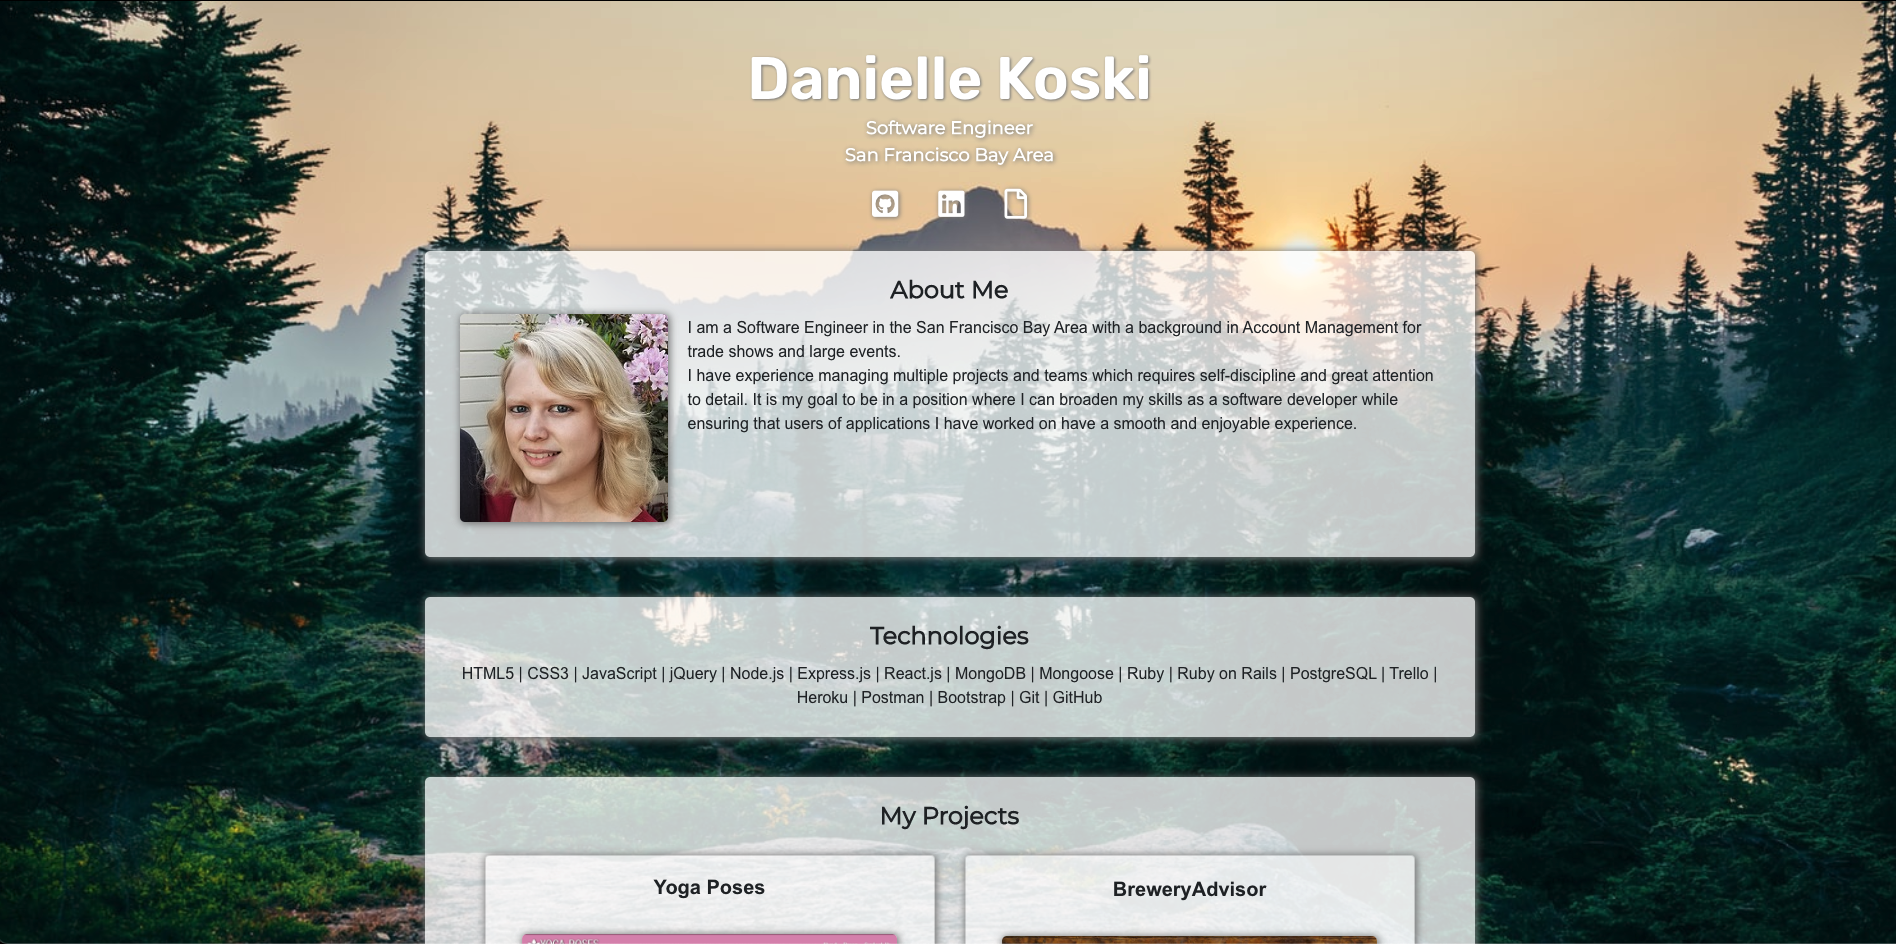 Danielle Koski
Software Engineer
San Francisco Bay Area
in
About Me
I am a Software Engineer in the San Francisco Bay Area with a background in Account Management for
trade shows and large events.
I have experience managing multiple projects and teams which requires self-discipline and great attention
to detail. It is my goal to be in a position where I can broaden my skills as a software developer while
ensuring that users of applications I have worked on have a smooth and enjoyable experience.
Technologies
HTML5 | CSS3 | JavaScript | jQuery | Node.js | Express.js | React.js | MongoDB | Mongoose | Ruby | Ruby on Rails | PostgreSQL | Trello |
Heroku | Postman | Bootstrap | Git | GitHub
My Projects
Yoga Poses
BreweryAdvisor
YOGA POSES